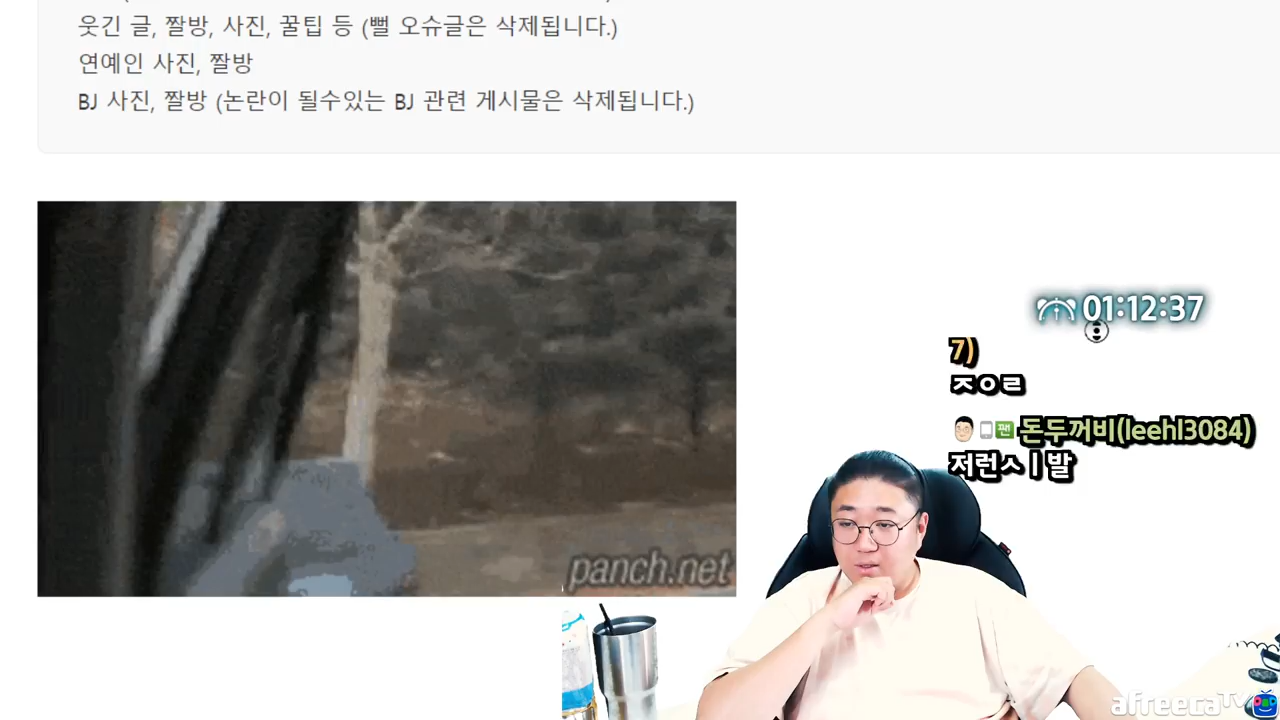 웃긴 글, 짤방, 사진, 꿀팁 등 (뻘 오슈글은 삭제됩니다.)
연예인 사진, 짤방
BJ 사진, 짤방 (논란이 될수있는 BJ 관련 게시물은 삭제됩니다.)
01:12:37
7)
ㅈㅇㄹ
팬 돈두꺼비(leehl3084)
저런ㅅㅣ발
panch.net
afreecaTV